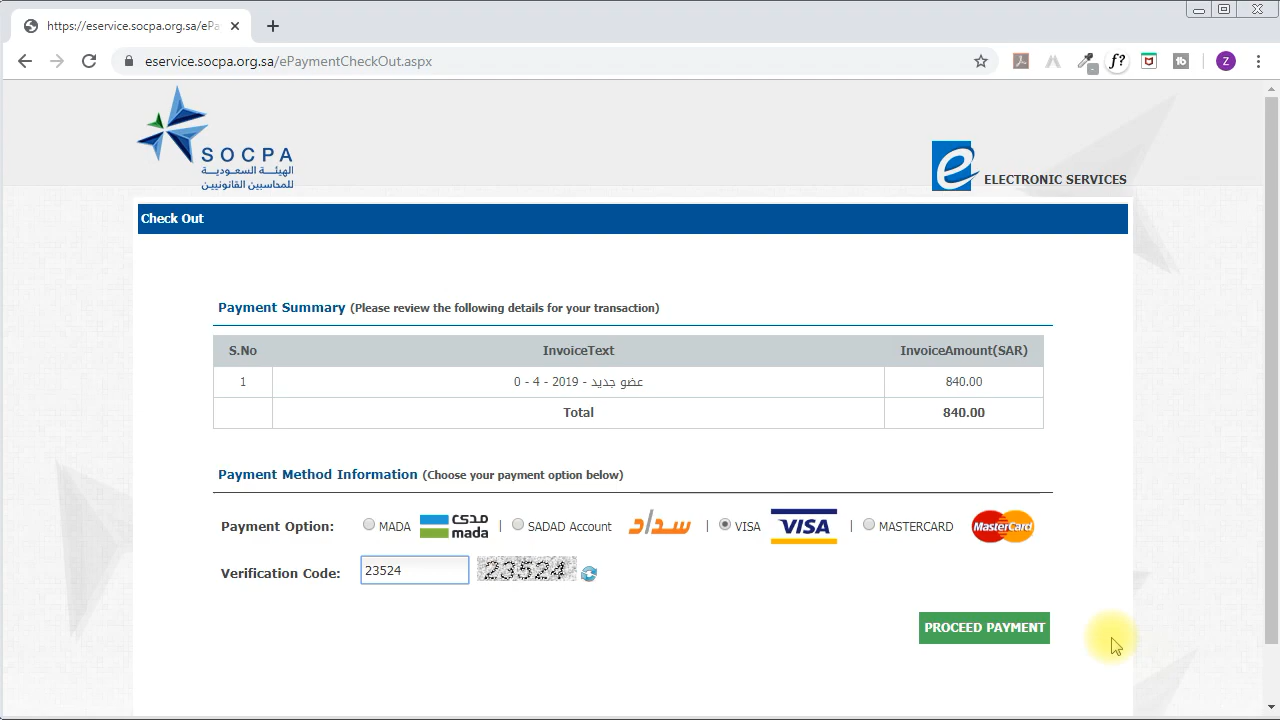 https://eservice.socpa.org.sa/ePa
eservice.socpa.org.sa/ePaymentCheckOut.aspx
f?
Z
SOCPA
الهيئة السعودية
للمحاسبين القانونيين
e ELECTRONIC SERVICES
Check Out
Payment Summary (Please review the following details for your transaction)
S.No InvoiceText InvoiceAmount(SAR)
1 عضو جديد - 2019 - 4 - 0 840.00
Total 840.00
Payment Method Information (Choose your payment option below)
Payment Option: MADA مدى mada | SADAD Account سداد | VISA VISA | MASTERCARD MasterCard
Verification Code: 23524 23524
PROCEED PAYMENT